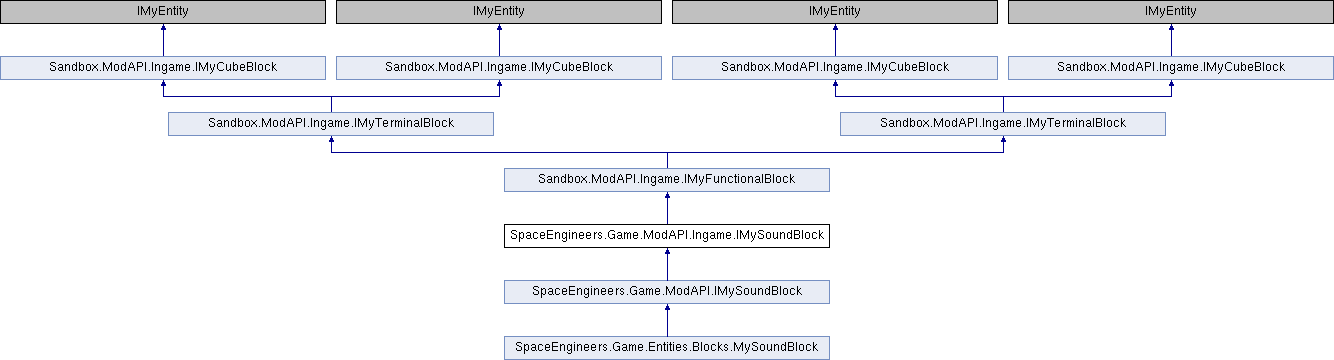 IMyEntity
IMyEntity
IMyEntity
IMyEntity
Sandbox.ModAPI.Ingame.IMyCubeBlock
Sandbox.ModAPI.Ingame.IMyCubeBlock
Sandbox.ModAPI.Ingame.IMyCubeBlock
Sandbox.ModAPI.Ingame.IMyCubeBlock
Sandbox.ModAPI.Ingame.IMyTerminalBlock
Sandbox.ModAPI.Ingame.IMyTerminalBlock
Sandbox.ModAPI.Ingame.IMyFunctionalBlock
SpaceEngineers.Game.ModAPI.Ingame.IMySoundBlock
SpaceEngineers.Game.ModAPI.IMySoundBlock
SpaceEngineers.Game.Entities.Blocks.MySoundBlock